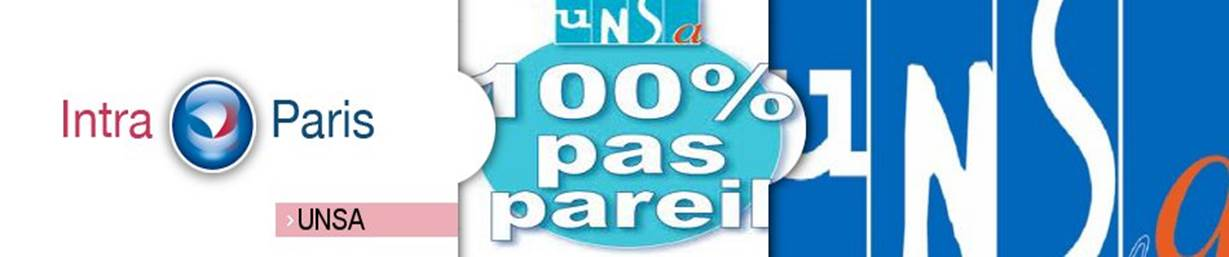 Intra Paris
›UNSA
uNSa
100%
pas
pareil
uNSa